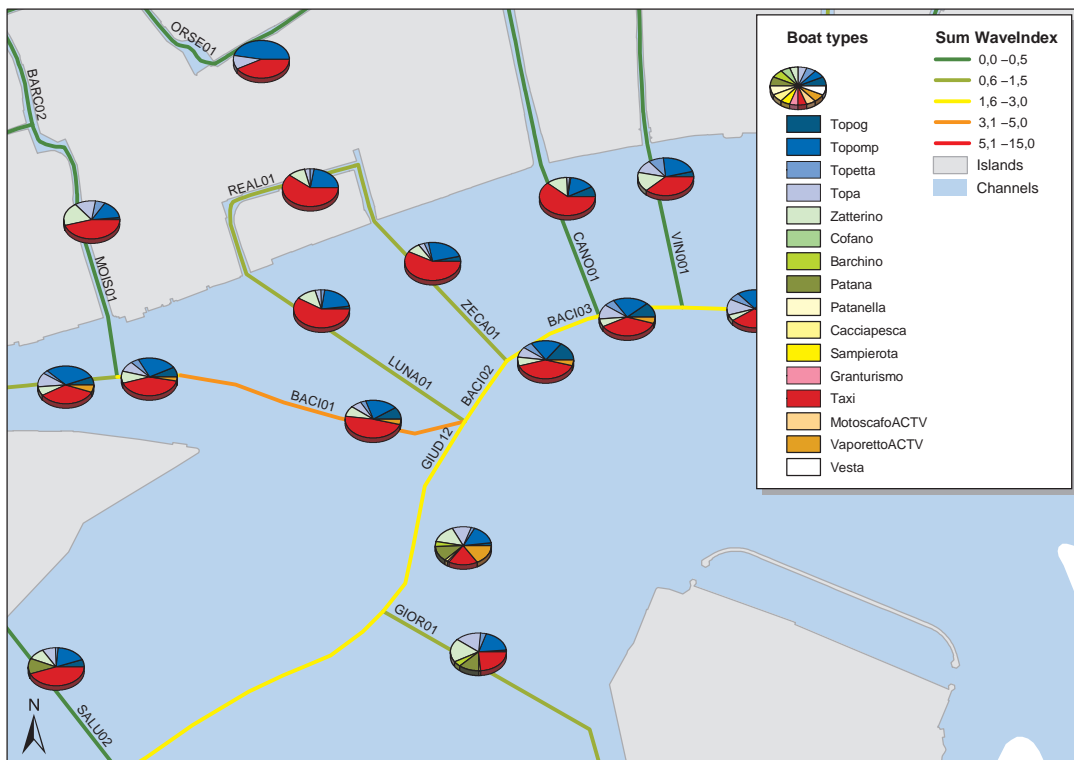 ORSE01
BARC02
REAL01
MOIS01
CANO01
VIN001
ZECA01
BACI03
LUNA01
BACI02
BACI01
GIUD12
GIOR01
SALU02
N
Boat types
Topog
Topomp
Topetta
Topa
Zatterino
Cofano
Barchino
Patana
Patanella
Cacciapesca
Sampierota
Granturismo
Taxi
MotoscafoACTV
VaporettoACTV
Vesta
Sum WaveIndex
0,0 –0,5
0,6 –1,5
1,6 –3,0
3,1 –5,0
5,1 –15,0
Islands
Channels